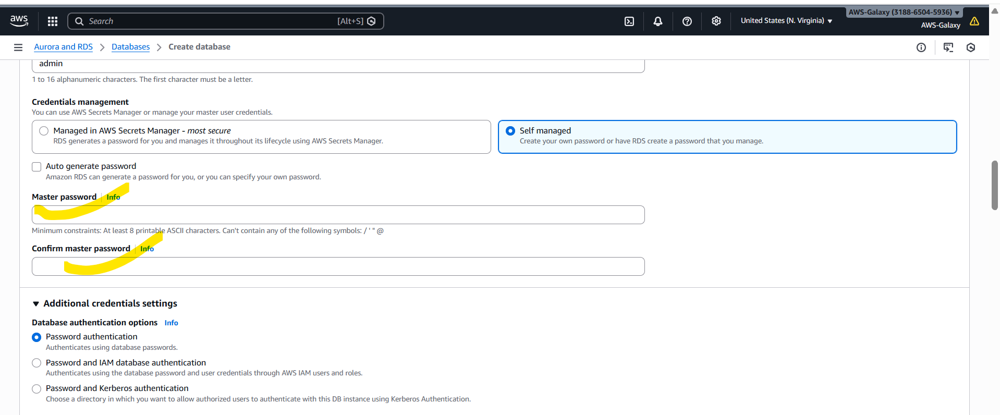 aws
Search
[Alt+S]
United States (N. Virginia)
AWS-Galaxy (3188-6504-5936)
AWS-Galaxy
Aurora and RDS
Databases
Create database
admin
1 to 16 alphanumeric characters. The first character must be a letter.
Credentials management
You can use AWS Secrets Manager or manage your master user credentials.
Managed in AWS Secrets Manager - most secure
RDS generates a password for you and manages it throughout its lifecycle using AWS Secrets Manager.
Self managed
Create your own password or have RDS create a password that you manage.
Auto generate password
Amazon RDS can generate a password for you, or you can specify your own password.
Master password Info
Minimum constraints: At least 8 printable ASCII characters. Can't contain any of the following symbols: / ' " @
Confirm master password Info
Additional credentials settings
Database authentication options Info
Password authentication
Authenticates using database passwords.
Password and IAM database authentication
Authenticates using the database password and user credentials through AWS IAM users and roles.
Password and Kerberos authentication
Choose a directory in which you want to allow authorized users to authenticate with this DB instance using Kerberos Authentication.